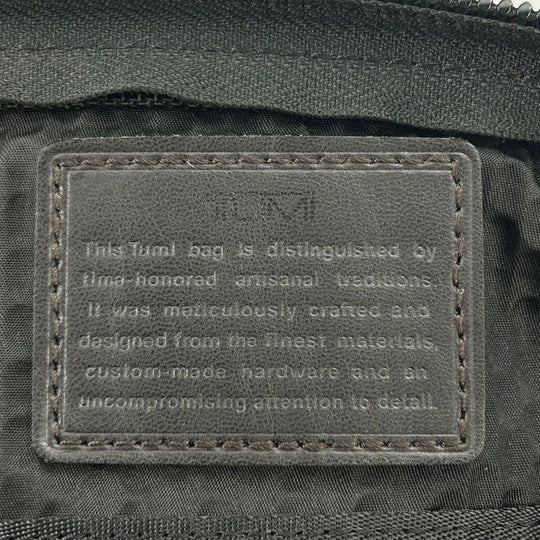 TUMI
This Tumi bag is distinguished by
time-honored artisanal traditions.
It was meticulously crafted and
designed from the finest materials,
custom-made hardware and an
uncompromising attention to detail.